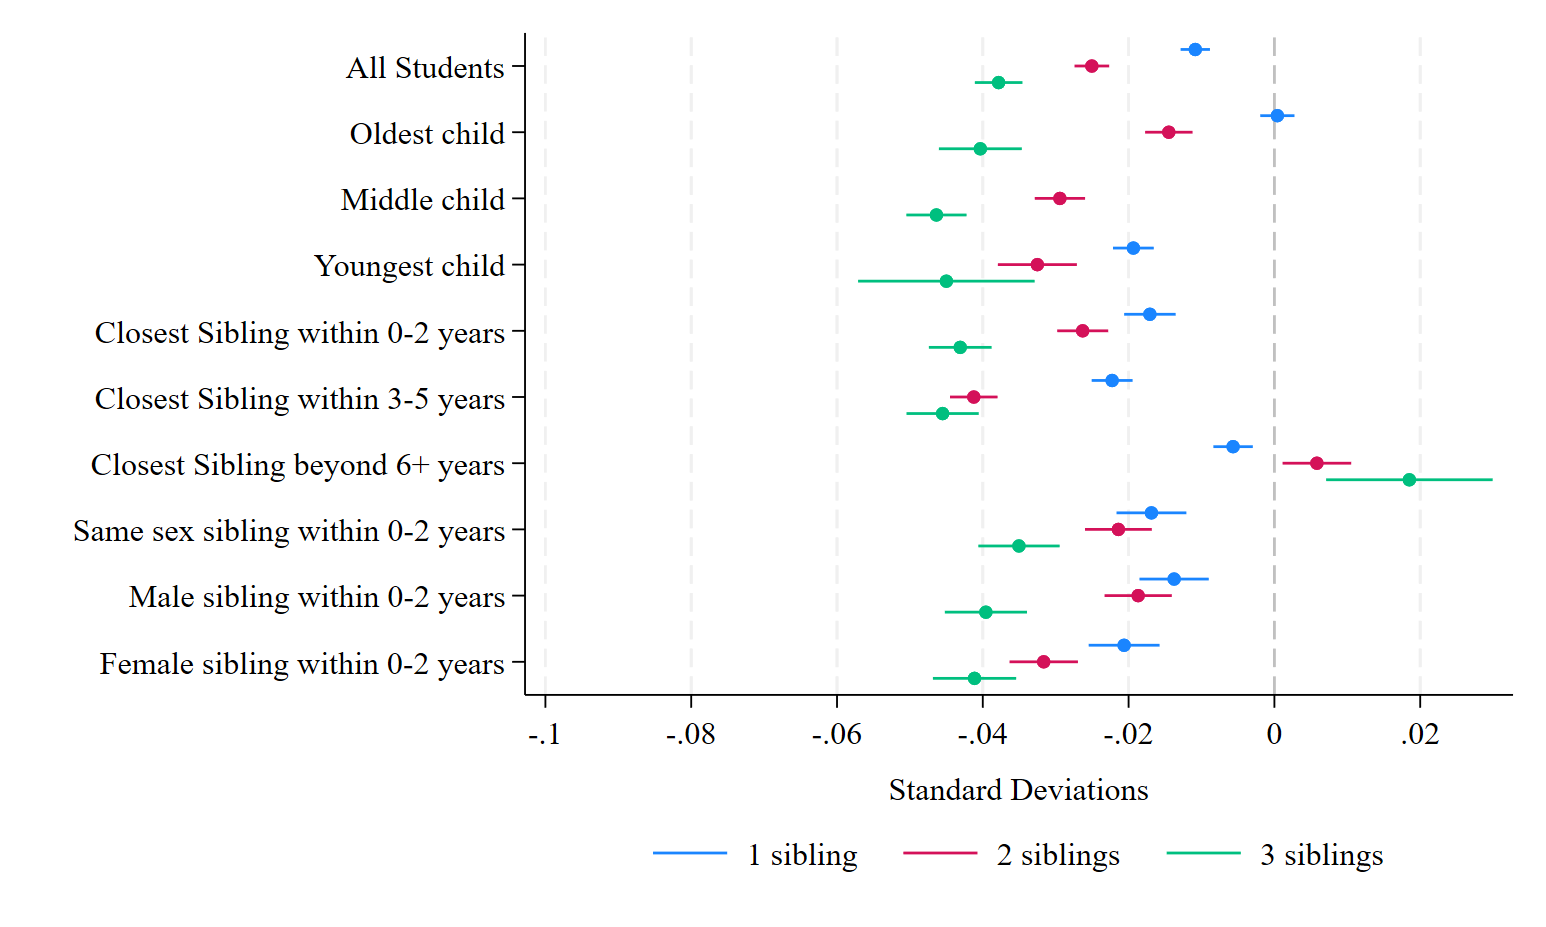 All Students
Oldest child
Middle child
Youngest child
Closest Sibling within 0-2 years
Closest Sibling within 3-5 years
Closest Sibling beyond 6+ years
Same sex sibling within 0-2 years
Male sibling within 0-2 years
Female sibling within 0-2 years
-.1 -.08 -.06 -.04 -.02 0 .02
Standard Deviations
1 sibling 2 siblings 3 siblings